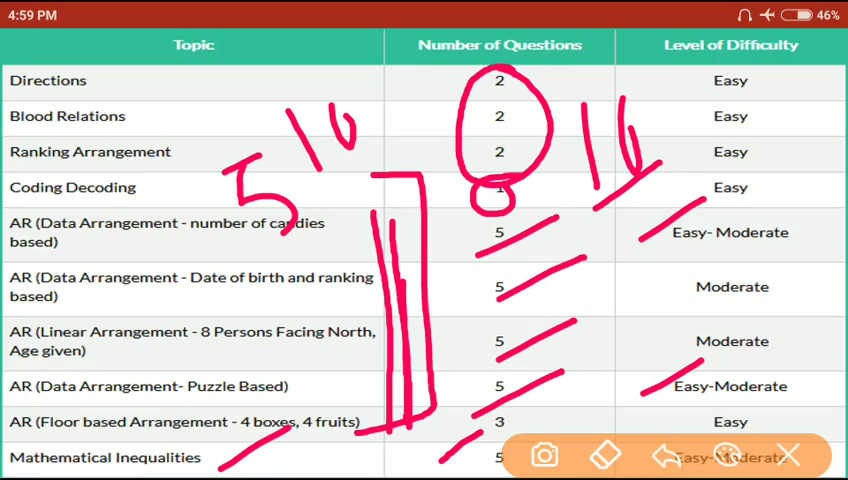 4:59 PM 46%
Topic Number of Questions Level of Difficulty
Directions 2 Easy
Blood Relations 2 Easy
Ranking Arrangement 2 Easy
Coding Decoding 1 Easy
AR (Data Arrangement - number of candies based) 5 Easy- Moderate
AR (Data Arrangement - Date of birth and ranking based) 5 Moderate
AR (Linear Arrangement - 8 Persons Facing North, Age given) 5 Moderate
AR (Data Arrangement- Puzzle Based) 5 Easy-Moderate
AR (Floor based Arrangement - 4 boxes, 4 fruits) 3 Easy
Mathematical Inequalities 5 Easy-Moderate